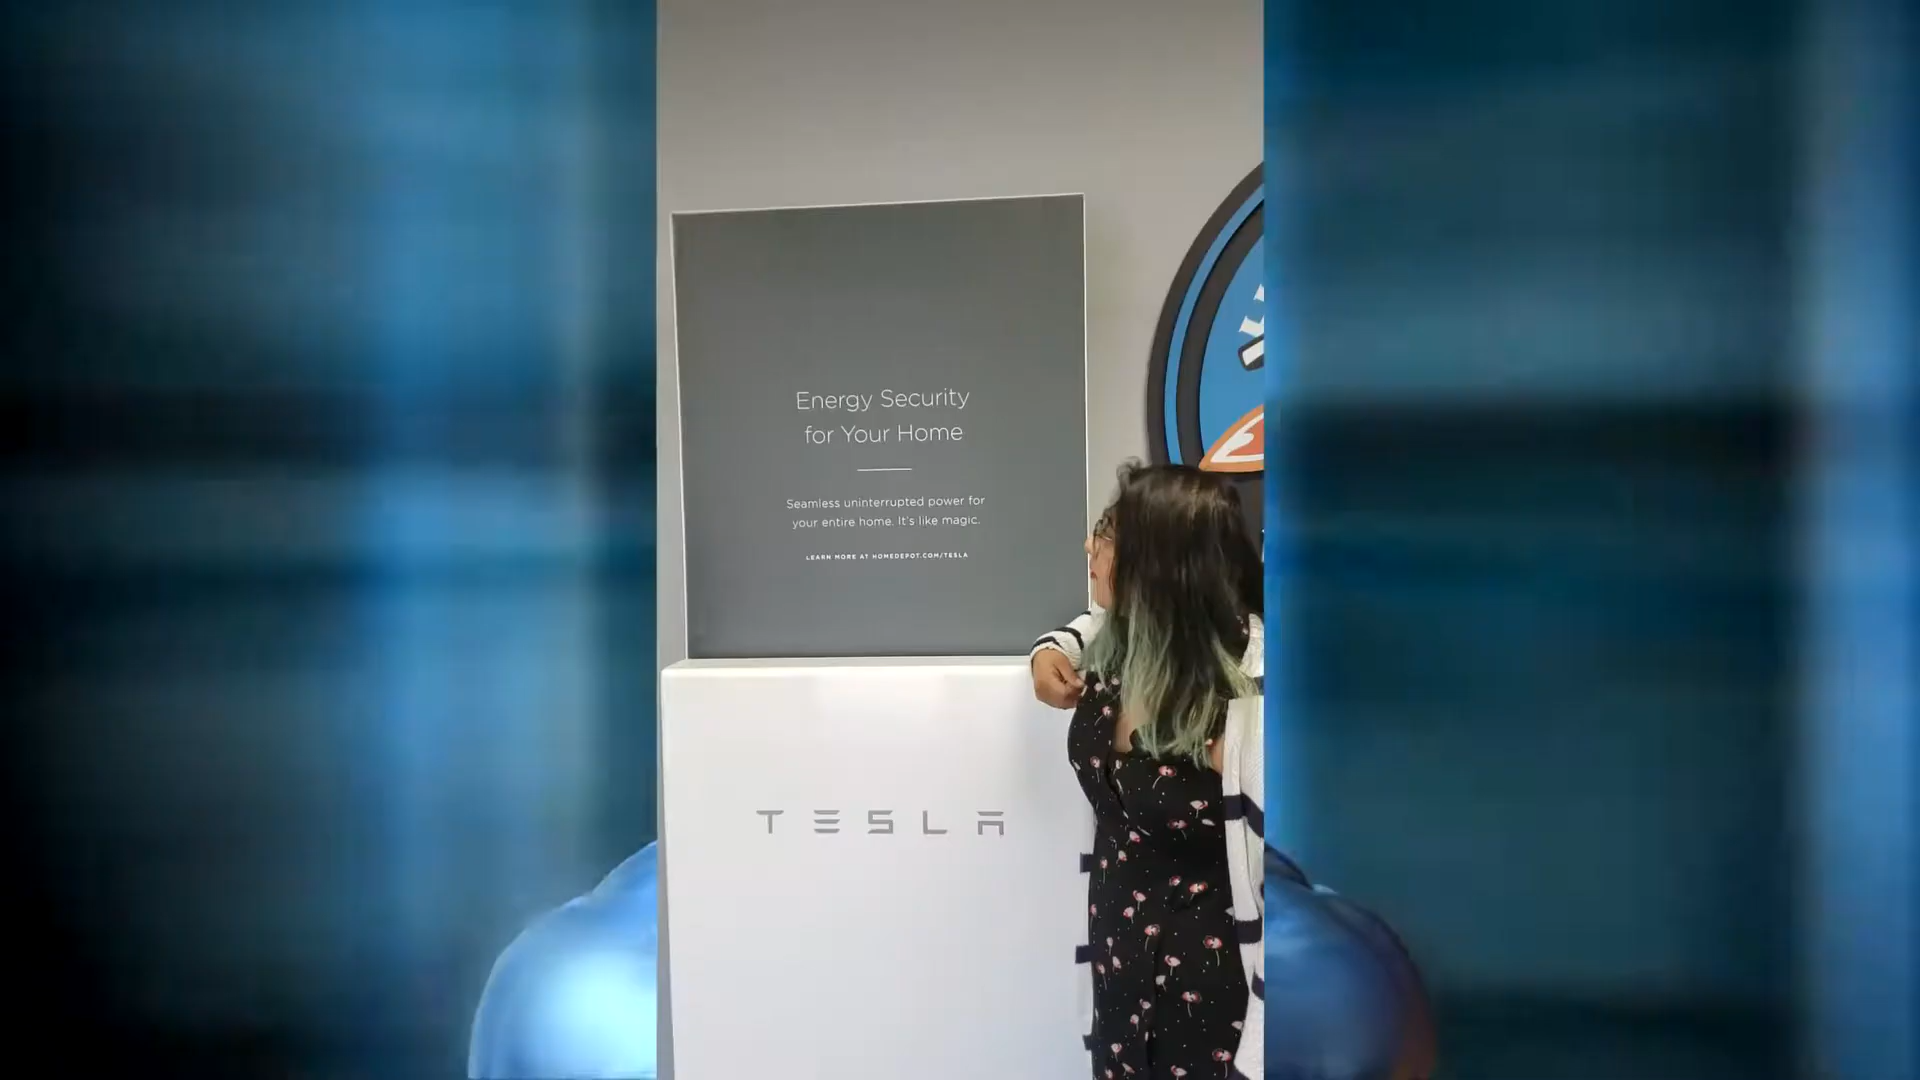 Energy Security
for Your Home
Seamless uninterrupted power for
your entire home. It's like magic.
LEARN MORE AT HOMEDEPOT.COM/TESLA
TESLA